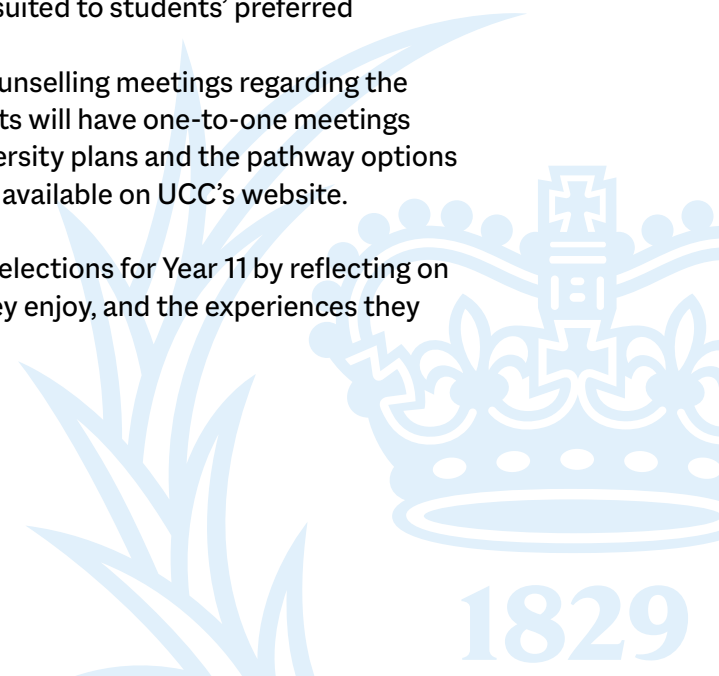 suited to students’ preferred
unselling meetings regarding the
ts will have one-to-one meetings
ersity plans and the pathway options
available on UCC’s website.
elections for Year 11 by reflecting on
ey enjoy, and the experiences they
1829